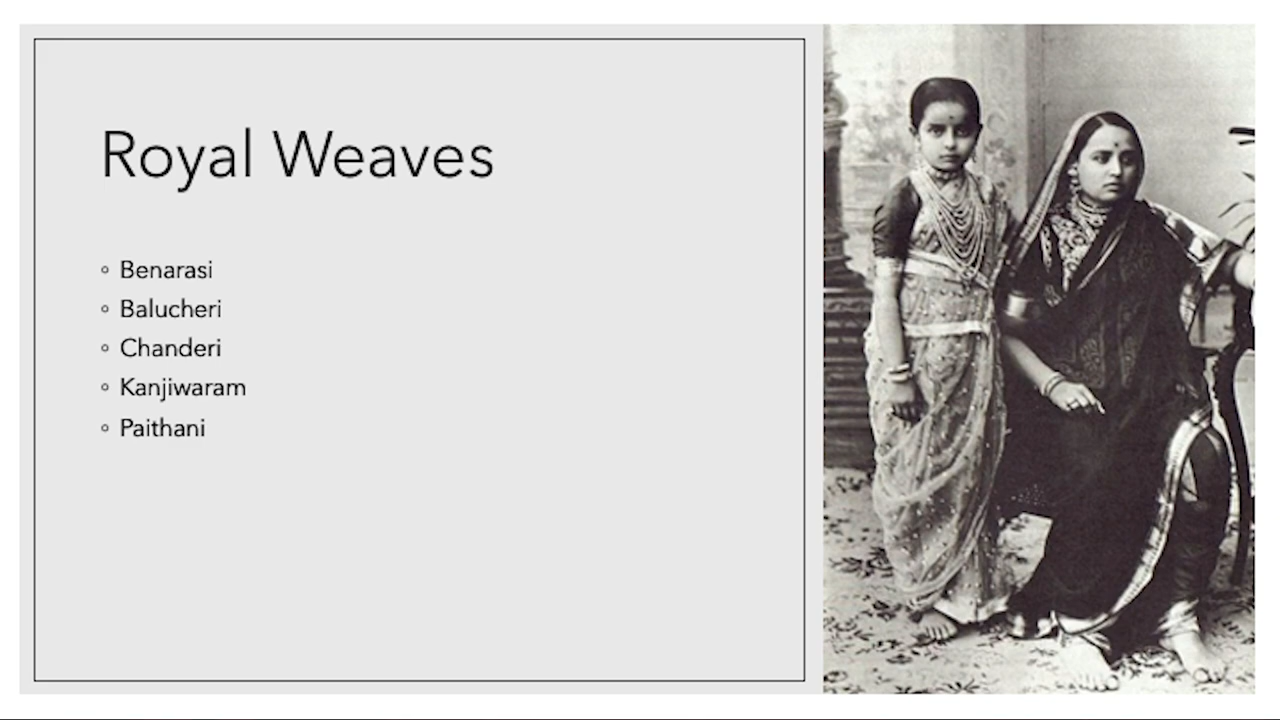 Royal Weaves
◦ Benarasi
◦ Balucheri
◦ Chanderi
◦ Kanjiwaram
◦ Paithani